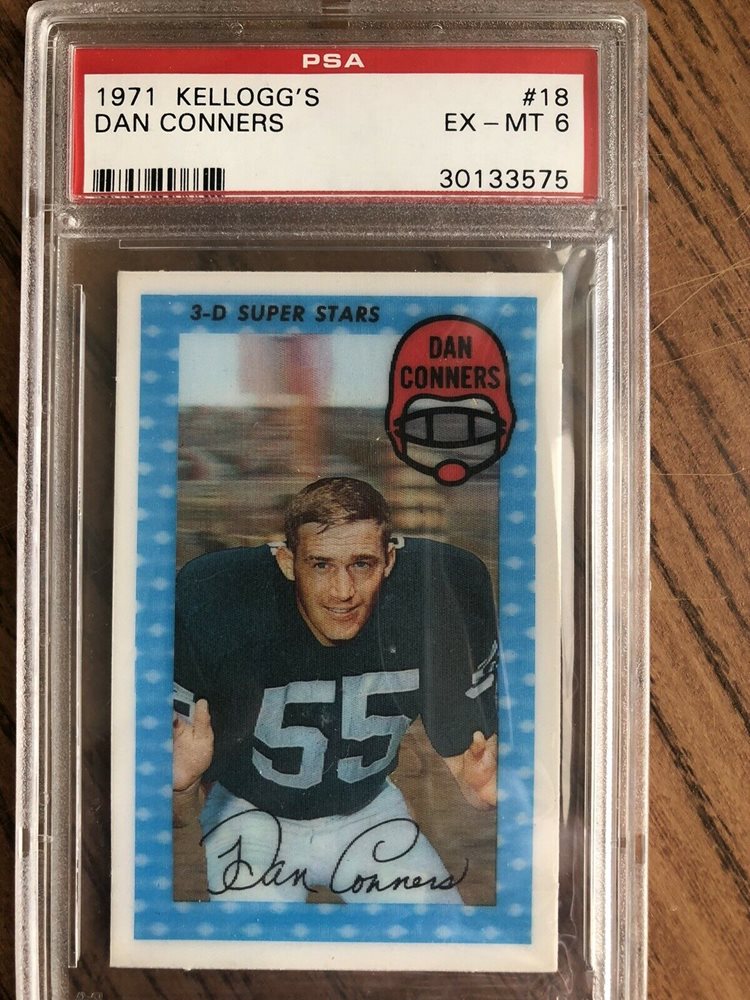 PSA
1971 KELLOGG'S #18
DAN CONNERS EX - MT 6
30133575
3-D SUPER STARS
DAN
CONNERS
55
Dan Conners